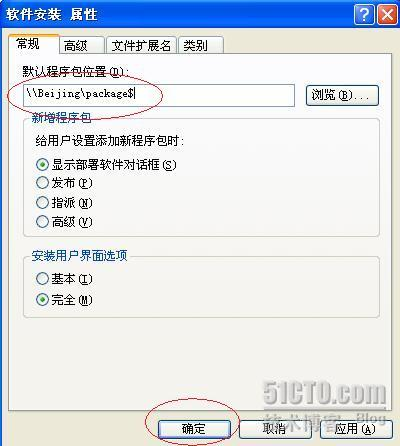 软件安装 属性
常规 高级 文件扩展名 类别
默认程序包位置(D):
\\Beijing\package$
浏览(B)...
新增程序包
给用户设置添加新程序包时:
显示部署软件对话框(S)
发布(P)
指派(N)
高级(V)
安装用户界面选项
基本(I)
完全(M)
51CTO.com
技术博客 Blog
确定 取消 应用(A)